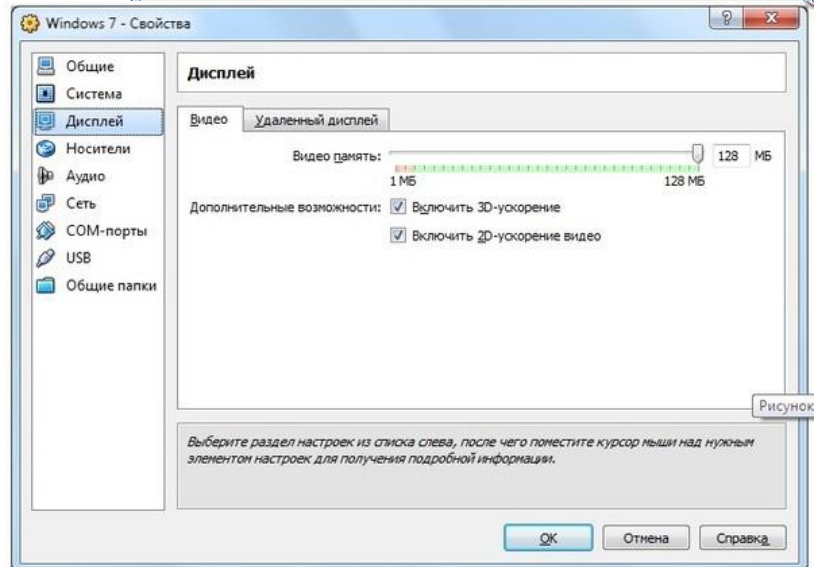 Windows 7 - Свойства
Общие
Система
Дисплей
Носители
Аудио
Сеть
COM-порты
USB
Общие папки
Дисплей
Видео
Удаленный дисплей
Видео память:
128 МБ
1 МБ
128 МБ
Дополнительные возможности:
Включить 3D-ускорение
Включить 2D-ускорение видео
Рисунок
Выберите раздел настроек из списка слева, после чего поместите курсор мыши над нужным
элементом настроек для получения подробной информации.
OK
Отмена
Справка